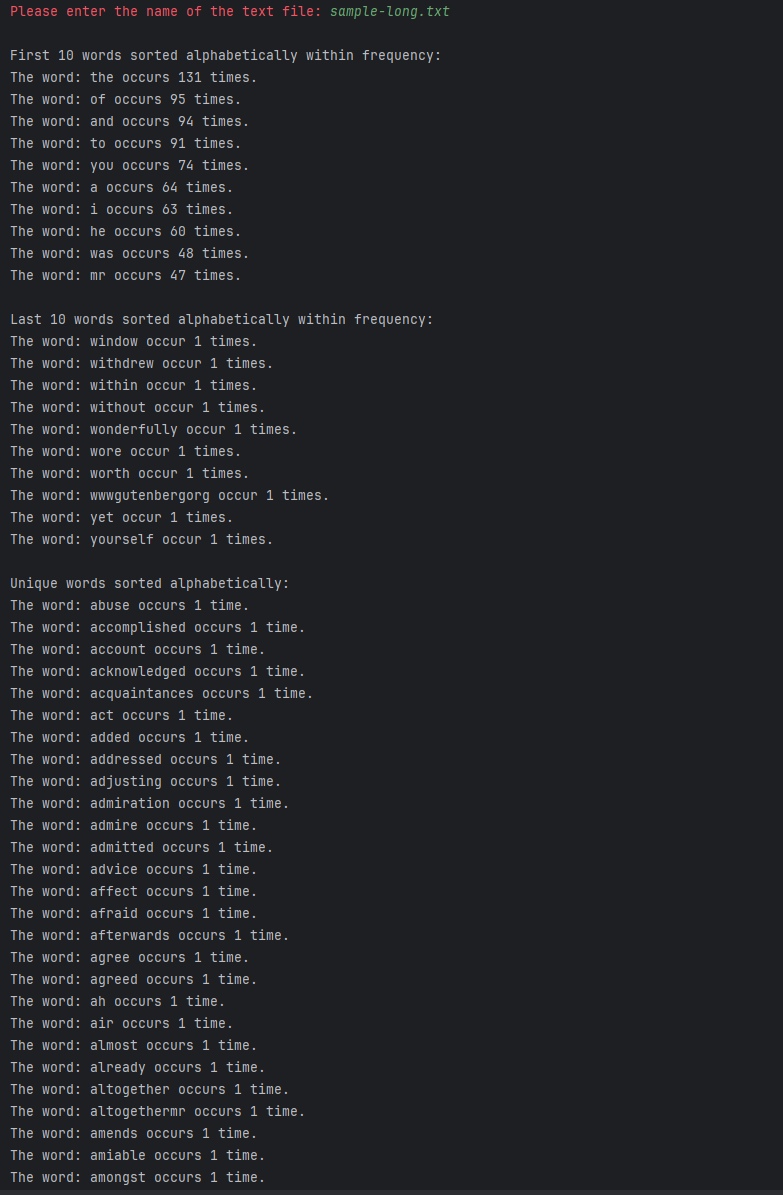 Please enter the name of the text file: sample-long.txt
First 10 words sorted alphabetically within frequency:
The word: the occurs 131 times.
The word: of occurs 95 times.
The word: and occurs 94 times.
The word: to occurs 91 times.
The word: you occurs 74 times.
The word: a occurs 64 times.
The word: i occurs 63 times.
The word: he occurs 60 times.
The word: was occurs 48 times.
The word: mr occurs 47 times.
Last 10 words sorted alphabetically within frequency:
The word: window occur 1 times.
The word: withdrew occur 1 times.
The word: within occur 1 times.
The word: without occur 1 times.
The word: wonderfully occur 1 times.
The word: wore occur 1 times.
The word: worth occur 1 times.
The word: wwwgutenbergorg occur 1 times.
The word: yet occur 1 times.
The word: yourself occur 1 times.
Unique words sorted alphabetically:
The word: abuse occurs 1 time.
The word: accomplished occurs 1 time.
The word: account occurs 1 time.
The word: acknowledged occurs 1 time.
The word: acquaintances occurs 1 time.
The word: act occurs 1 time.
The word: added occurs 1 time.
The word: addressed occurs 1 time.
The word: adjusting occurs 1 time.
The word: admiration occurs 1 time.
The word: admire occurs 1 time.
The word: admitted occurs 1 time.
The word: advice occurs 1 time.
The word: affect occurs 1 time.
The word: afraid occurs 1 time.
The word: afterwards occurs 1 time.
The word: agree occurs 1 time.
The word: agreed occurs 1 time.
The word: ah occurs 1 time.
The word: air occurs 1 time.
The word: almost occurs 1 time.
The word: already occurs 1 time.
The word: altogether occurs 1 time.
The word: altogethermr occurs 1 time.
The word: amends occurs 1 time.
The word: amiable occurs 1 time.
The word: amongst occurs 1 time.